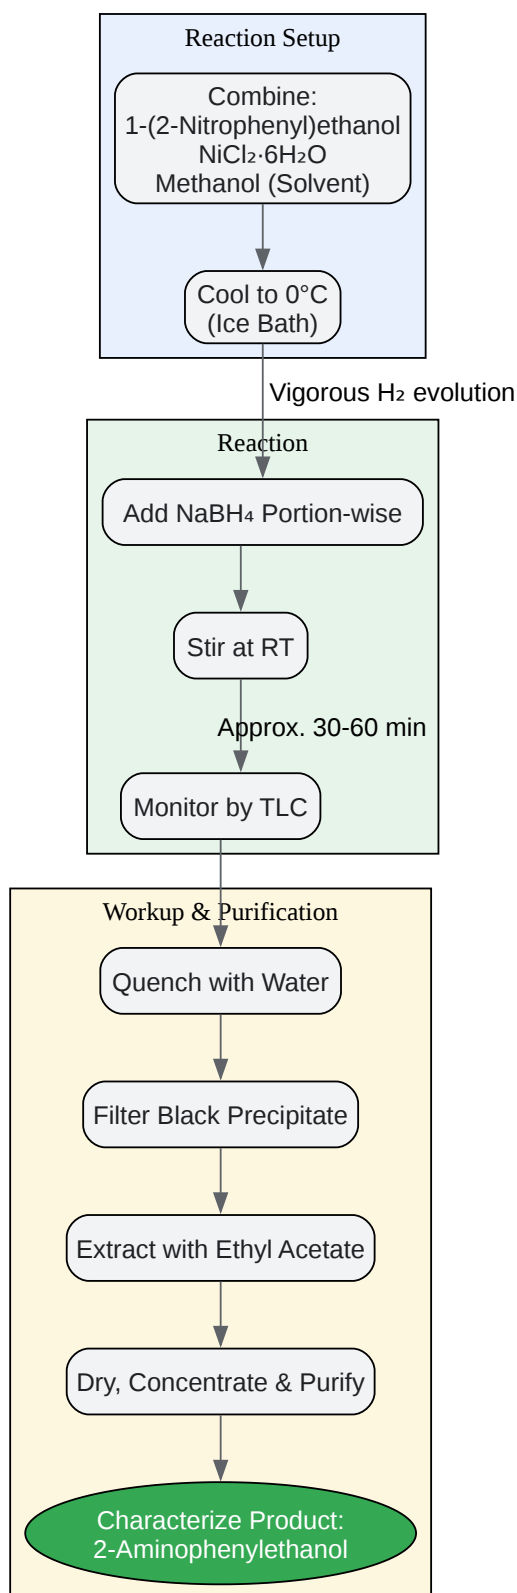 Reaction Setup
Combine:
1-(2-Nitrophenyl)ethanol
NiCl₂·6H₂O
Methanol (Solvent)
Cool to 0°C
(Ice Bath)
Vigorous H₂ evolution
Reaction
Add NaBH₄ Portion-wise
Stir at RT
Approx. 30-60 min
Monitor by TLC
Workup & Purification
Quench with Water
Filter Black Precipitate
Extract with Ethyl Acetate
Dry, Concentrate & Purify
Characterize Product:
2-Aminophenylethanol